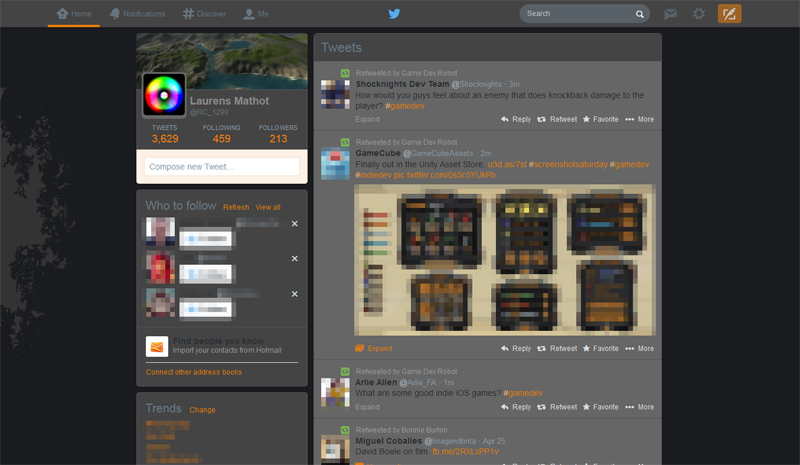 Home Notifications Discover Me Search
Laurens Mathot
@RC_1290
TWEETS FOLLOWING FOLLOWERS
3,629 459 213
Compose new Tweet...
Who to follow Refresh View all
Find people you know
Import your contacts from Hotmail
Connect other address books
Trends Change
Tweets
Retweeted by Game Dev Robot
Shocknights Dev Team @Shocknights · 3m
How would you guys feel about an enemy that does knockback damage to the
player? #gamedev
Expand Reply Retweet Favorite More
Retweeted by Game Dev Robot
GameCube @GameCubeAssets · 2m
Finally out in the Unity Asset Store. u3d.as/7st #screenshotsaturday #gamedev
#indiedev pic.twitter.com/0s5c5YUkPb
Expand Reply Retweet Favorite More
Retweeted by Game Dev Robot
Arlie Allen @Arlie_FA · 1m
What are some good indie iOS games? #gamedev
Expand Reply Retweet Favorite More
Retweeted by Bonnie Burton
Miguel Coballes @Imagendtinta · Apr 25
David Bowe on film. fb.me/2RXLxPP1v